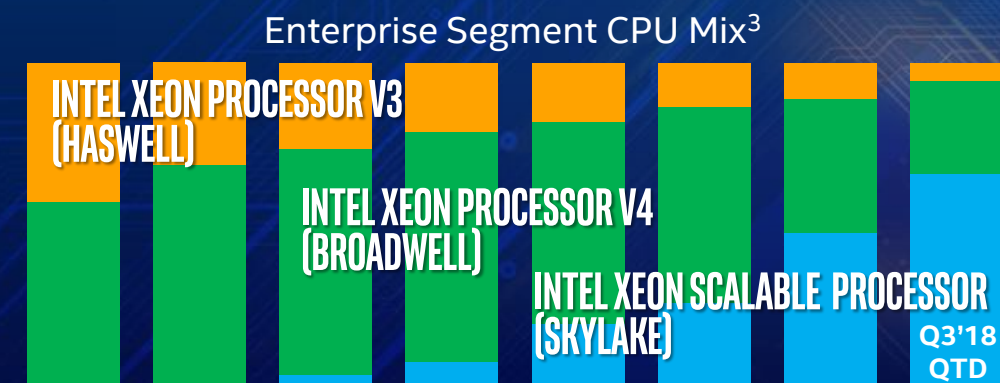 Enterprise Segment CPU Mix³
INTEL XEON PROCESSOR V3
(HASWELL)
INTEL XEON PROCESSOR V4
(BROADWELL)
INTEL XEON SCALABLE PROCESSOR
(SKYLAKE)
Q3’18
QTD